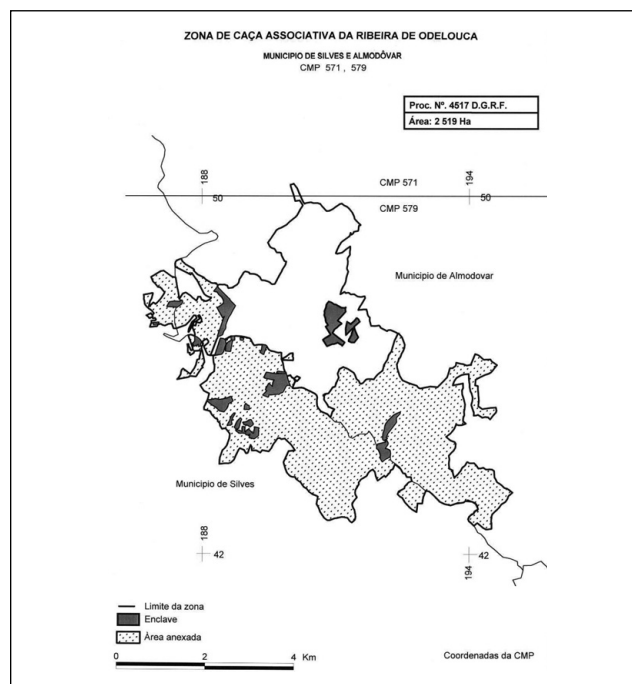 ZONA DE CAÇA ASSOCIATIVA DA RIBEIRA DE ODELOUCA
MUNICIPIO DE SILVES E ALMODÔVAR
CMP 571 , 579
Proc. Nº. 4517 D.G.R.F.
Área: 2 519 Ha
188
194
CMP 571
50
50
CMP 579
Municipio de Almodovar
Municipio de Silves
188
42
194
42
Limite da zona
Enclave
Àrea anexada
0 2 4 Km
Coordenadas da CMP